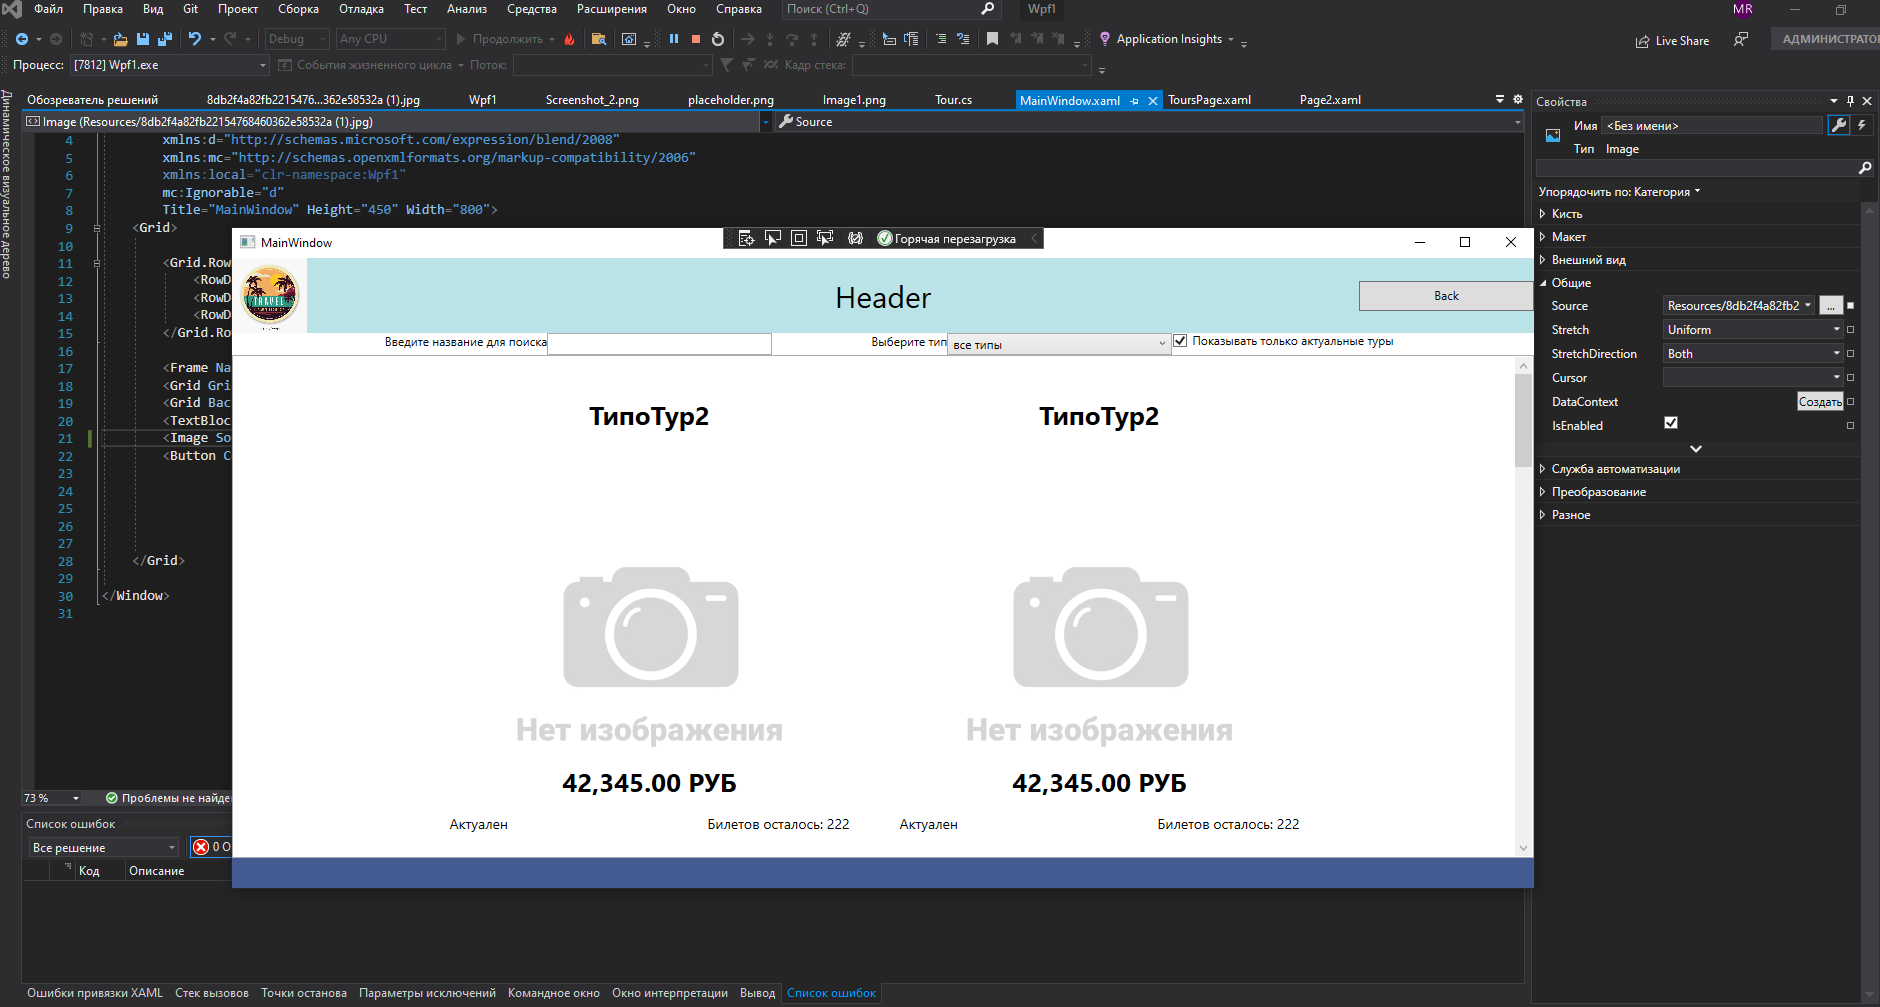 Файл Правка Вид Git Проект Сборка Отладка Тест Анализ Средства Расширения Окно Справка Поиск (Ctrl+Q) Wpf1 MR
Debug Any CPU Продолжить Application Insights Live Share АДМИНИСТРАТО
Процесс: [7812] Wpf1.exe События жизненного цикла Поток: Кадр стека:
Динамическое визуальное дерево
Обозреватель решений 8db2f4a82fb2215476...362e58532a (1).jpg Wpf1 Screenshot_2.png placeholder.png Image1.png Tour.cs MainWindow.xaml ToursPage.xaml Page2.xaml
Image (Resources/8db2f4a82fb22154768460362e58532a (1).jpg) Source
4 xmlns:d="http://schemas.microsoft.com/expression/blend/2008"
5 xmlns:mc="http://schemas.openxmlformats.org/markup-compatibility/2006"
6 xmlns:local="clr-namespace:Wpf1"
7 mc:Ignorable="d"
8 Title="MainWindow" Height="450" Width="800">
9 <Grid>
10
11 <Grid.Row
12 <RowD
13 <RowD
14 <RowD
15 </Grid.Ro
16
17 <Frame Na
18 <Grid Gri
19 <Grid Bac
20 <TextBloc
21 <Image So
22 <Button C
23
24
25
26
27
28 </Grid>
29
30 </Window>
31
MainWindow Горячая перезагрузка
TRAVEL
Header
Back
Введите название для поиска Выберите тип все типы Показывать только актуальные туры
ТипоТур2 ТипоТур2
Нет изображения Нет изображения
42,345.00 РУБ 42,345.00 РУБ
Актуален Билетов осталось: 222 Актуален Билетов осталось: 222
73 % Проблемы не найде
Список ошибок
Все решение 0 О
Код Описание
Ошибки привязки XAML Стек вызовов Точки останова Параметры исключений Командное окно Окно интерпретации Вывод Список ошибок
Свойства
Имя <Без имени>
Тип Image
Упорядочить по: Категория
Кисть
Макет
Внешний вид
Общие
Source Resources/8db2f4a82fb2 ...
Stretch Uniform
StretchDirection Both
Cursor
DataContext Создать
IsEnabled
Служба автоматизации
Преобразование
Разное